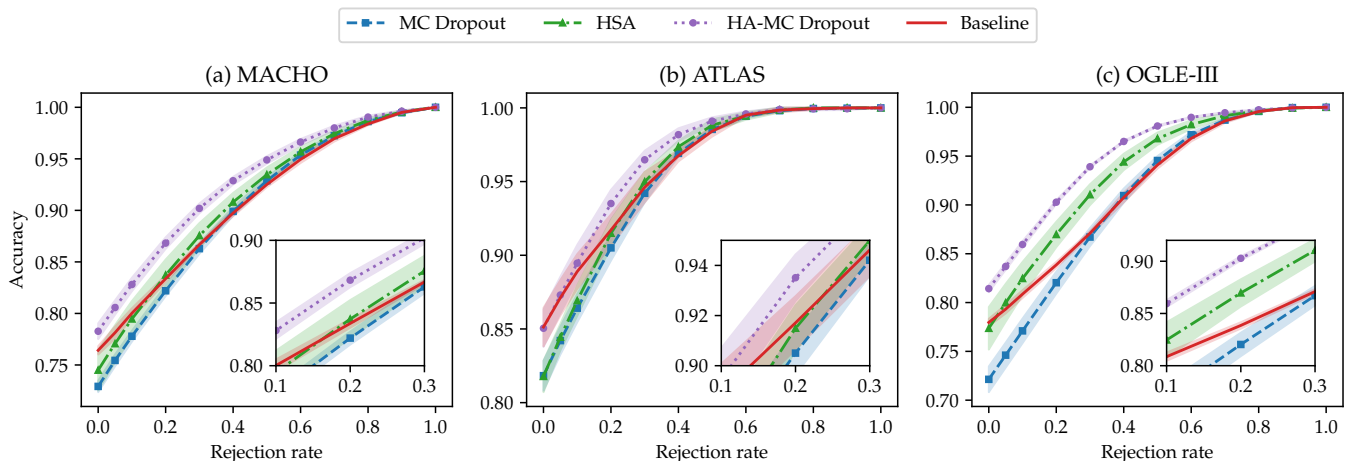 MC Dropout HSA HA-MC Dropout Baseline
(a) MACHO
(b) ATLAS
(c) OGLE-III
Accuracy
1.00
0.95
0.90
0.85
0.80
0.75
0.0 0.2 0.4 0.6 0.8 1.0
Rejection rate
0.90
0.85
0.80
0.1 0.2 0.3
1.00
0.95
0.90
0.85
0.80
0.0 0.2 0.4 0.6 0.8 1.0
Rejection rate
0.94
0.92
0.90
0.1 0.2 0.3
1.00
0.95
0.90
0.85
0.80
0.75
0.70
0.0 0.2 0.4 0.6 0.8 1.0
Rejection rate
0.90
0.85
0.80
0.1 0.2 0.3